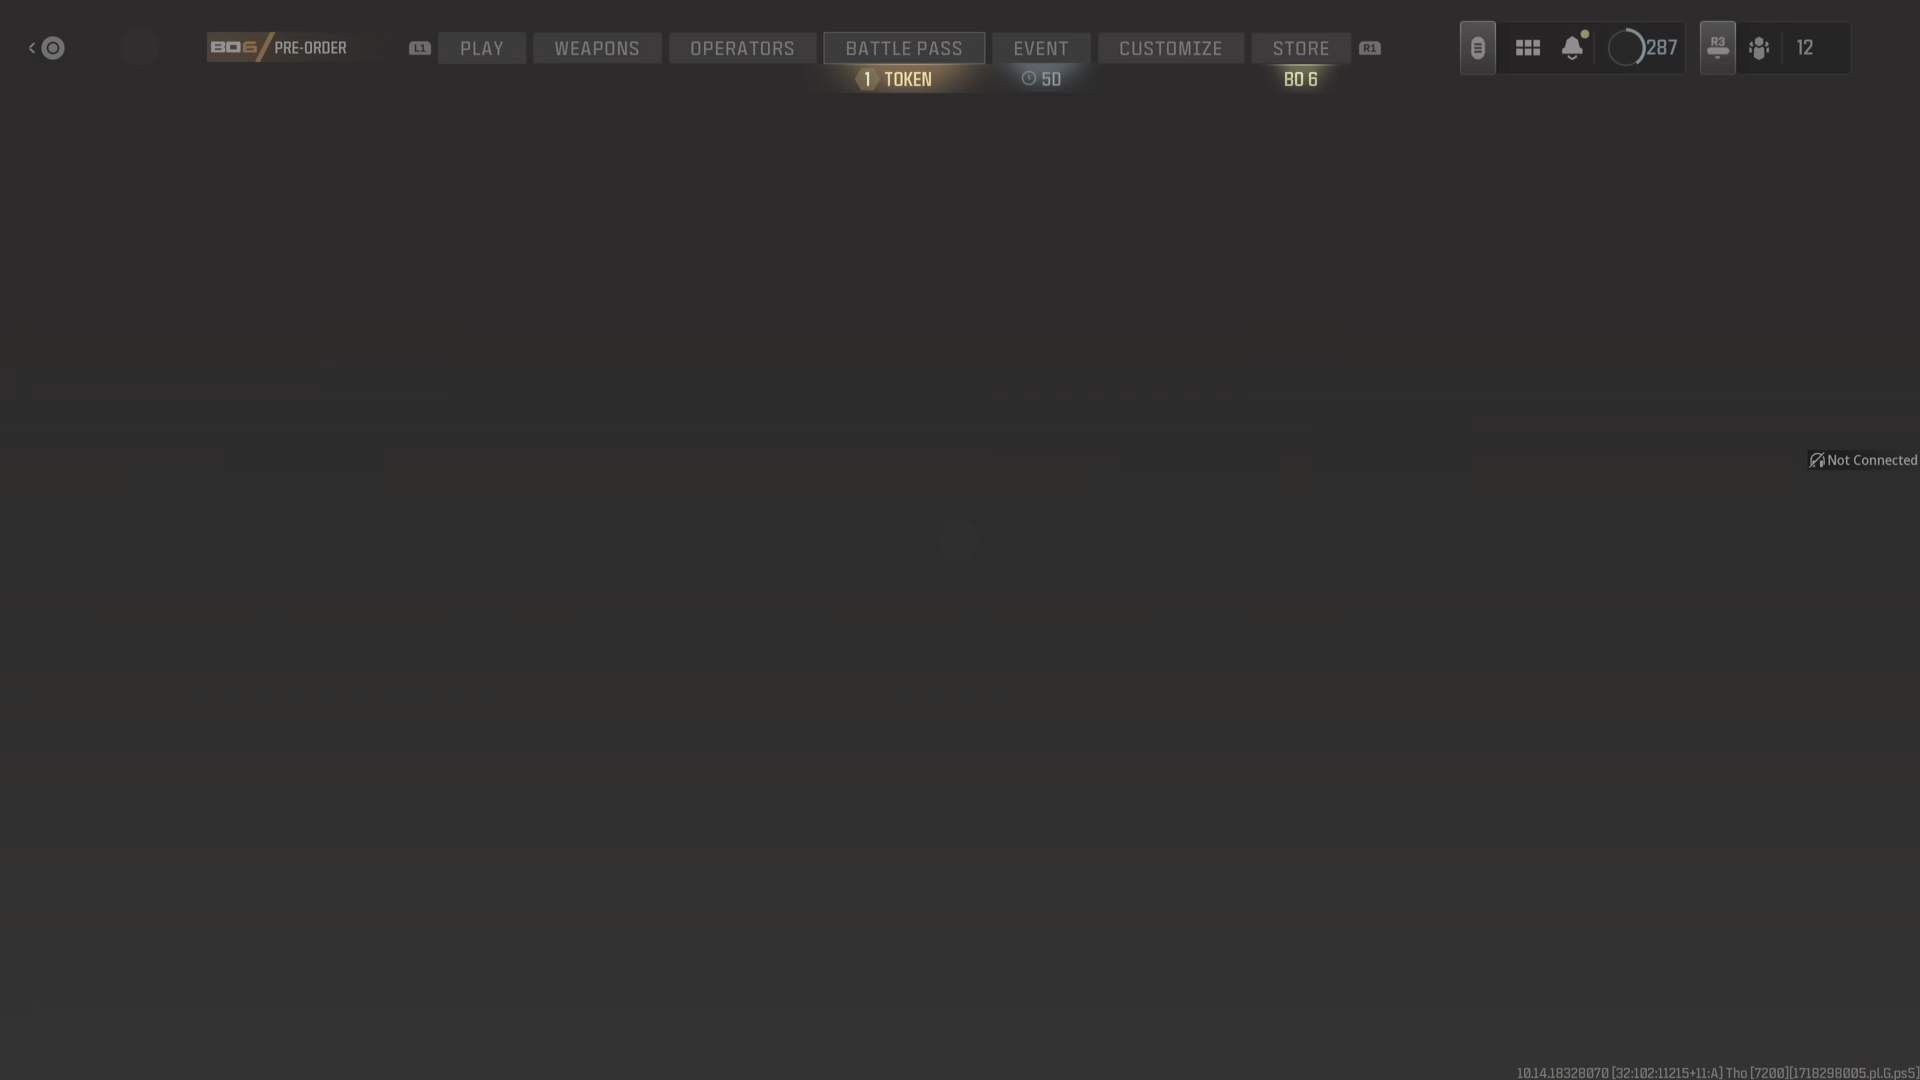 BO6 PRE-ORDER
L1 PLAY WEAPONS OPERATORS BATTLE PASS EVENT CUSTOMIZE STORE R1
287
R3
12
1 TOKEN
5D
BO 6
Not Connected
10.14.18328070 [32:102:11215+11:A] Tho [7200][1718298005.pl.G.ps5]